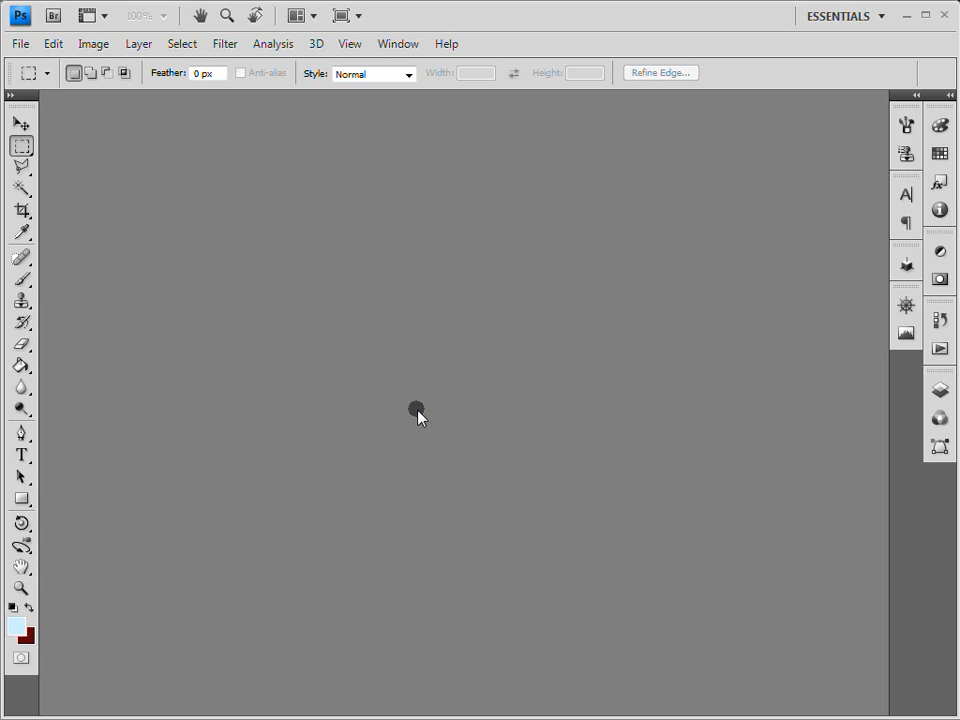 Ps Br 100% ESSENTIALS
File Edit Image Layer Select Filter Analysis 3D View Window Help
Feather: 0 px Anti-alias Style: Normal Width: Height: Refine Edge...
A
fx
T